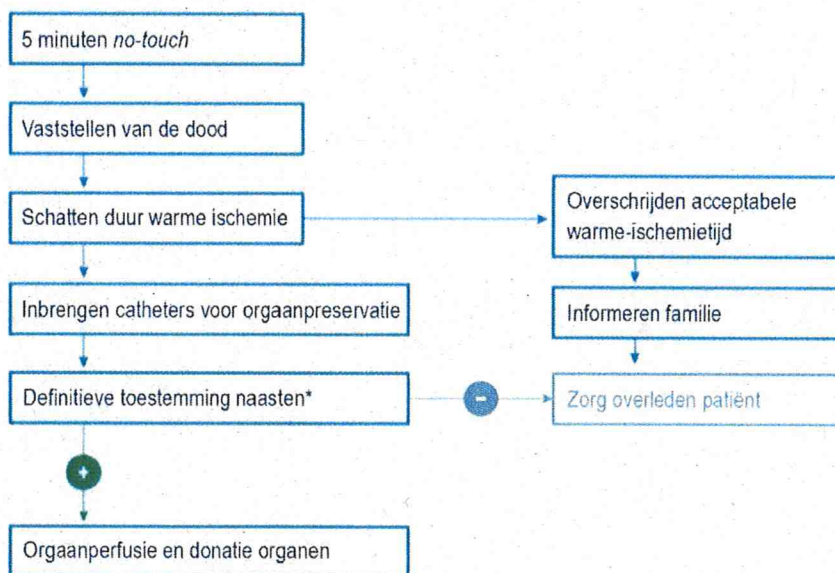 5 minuten no-touch
Vaststellen van de dood
Schatten duur warme ischemie
Overschrijden acceptabele
warme-ischemietijd
Inbrengen catheters voor orgaanpreservatie
Informeren familie
Definitieve toestemming naasten*
-
Zorg overleden patiënt
+
Orgaanperfusie en donatie organen